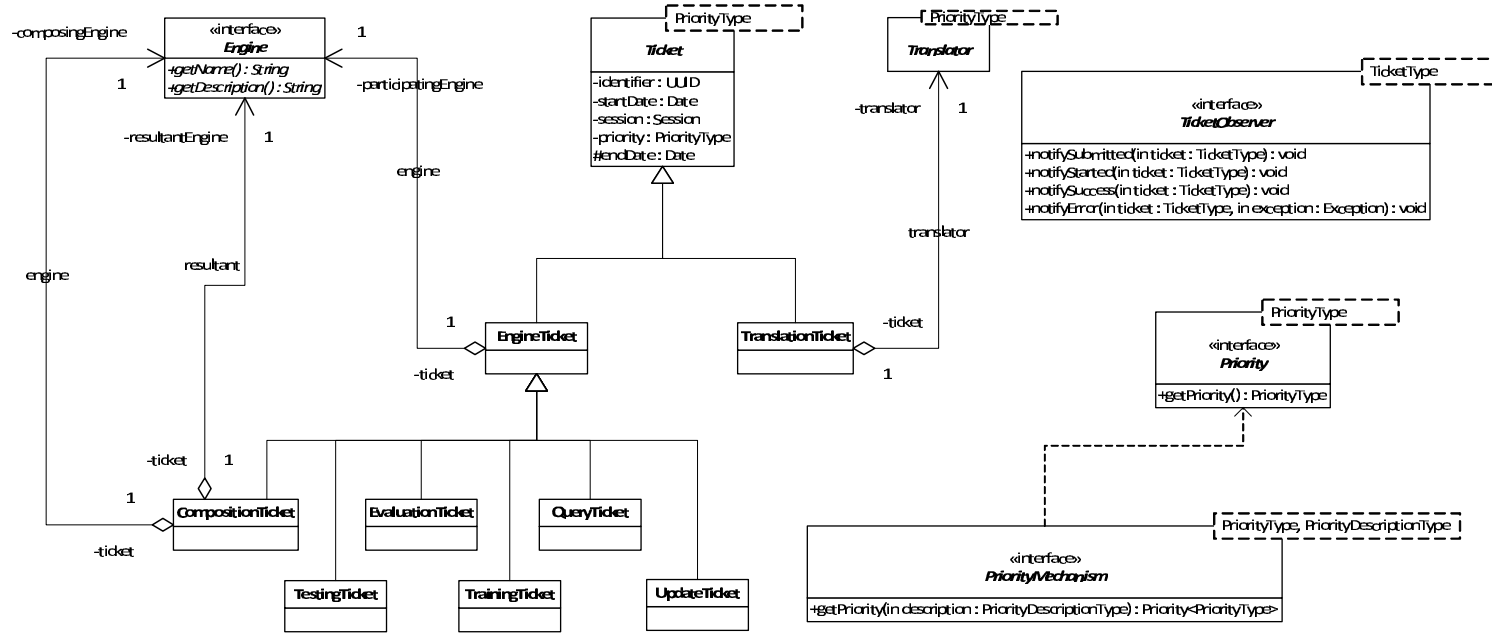 -composingEngine
1
«interface»
Engine
+getName() : String
+getDescription() : String
1
-participatingEngine
-resultantEngine
1
engine
resultant
engine
PriorityType
Ticket
-identifier : UUID
-startDate : Date
-session : Session
-priority : PriorityType
#endDate : Date
PriorityType
Translator
-translator
1
translator
TicketType
«interface»
TicketObserver
+notifySubmitted(in ticket : TicketType) : void
+notifyStarted(in ticket : TicketType) : void
+notifySuccess(in ticket : TicketType) : void
+notifyError(in ticket : TicketType, in exception : Exception) : void
1
EngineTicket
-ticket
TranslationTicket
-ticket
1
PriorityType
«interface»
Priority
+getPriority() : PriorityType
-ticket
1
1
CompositionTicket
-ticket
EvaluationTicket
QueryTicket
TestingTicket
TrainingTicket
UpdateTicket
PriorityType, PriorityDescriptionType
«interface»
PriorityMechanism
+getPriority(in description : PriorityDescriptionType) : Priority<PriorityType>